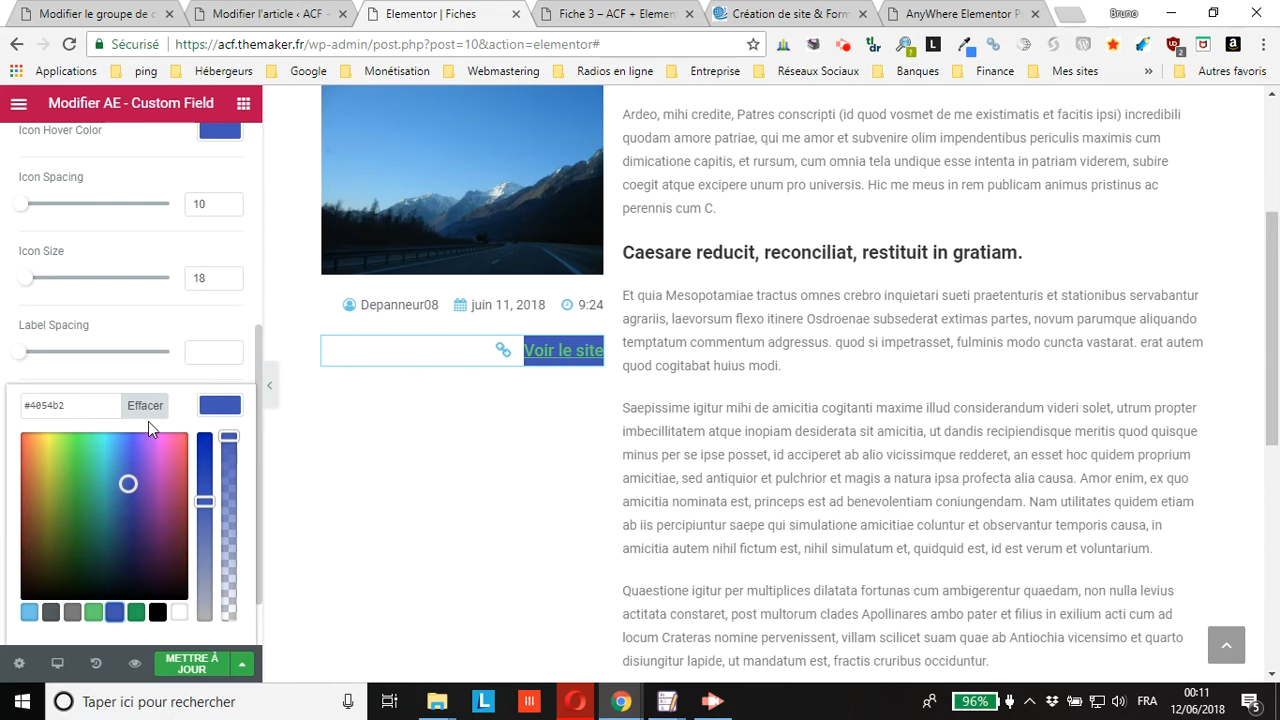 Modifier le groupe de c
Modifier l'article ‹ ACF +
Elementor | Fiches
Fiche 3 – ACF + Elemen
Création de site & Form
AnyWhere Elementor P
Bruno
Sécurisé
https://acf.themaker.fr/wp-admin/post.php?post=10&action=elementor#
Applications
ping
Hébergeurs
Google
Monétisation
Webmastering
Radios en ligne
Entreprise
Réseaux Sociaux
Banques
Finance
Mes sites
»
Autres favoris
Modifier AE - Custom Field
Icon Hover Color
Icon Spacing
10
Icon Size
18
Label Spacing
#4054b2
Effacer
METTRE À
JOUR
Depanneur08
juin 11, 2018
9:24
Voir le site
Ardeo, mihi credite, Patres conscripti (id quod vosmet de me existimatis et facitis ipsi) incredibili
quodam amore patriae, qui me amor et subvenire olim impendentibus periculis maximis cum
dimicatione capitis, et rursum, cum omnia tela undique esse intenta in patriam viderem, subire
coegit atque excipere unum pro universis. Hic me meus in rem publicam animus pristinus ac
perennis cum C.
Caesare reducit, reconciliat, restituit in gratiam.
Et quia Mesopotamiae tractus omnes crebro inquietari sueti praetenturis et stationibus servabantur
agrariis, laevorsum flexo itinere Osdroenae subsederat extimas partes, novum parumque aliquando
temptatum commentum adgressus. quod si impetrasset, fulminis modo cuncta vastarat. erat autem
quod cogitabat huius modi.
Saepissime igitur mihi de amicitia cogitanti maxime illud considerandum videri solet, utrum propter
imbecillitatem atque inopiam desiderata sit amicitia, ut dandis recipiendisque meritis quod quisque
minus per se ipse posset, id acciperet ab alio vicissimque redderet, an esset hoc quidem proprium
amicitiae, sed antiquior et pulchrior et magis a natura ipsa profecta alia causa. Amor enim, ex quo
amicitia nominata est, princeps est ad benevolentiam coniungendam. Nam utilitates quidem etiam
ab iis percipiuntur saepe qui simulatione amicitiae coluntur et observantur temporis causa, in
amicitia autem nihil fictum est, nihil simulatum et, quidquid est, id est verum et voluntarium.
Quaestione igitur per multiplices dilatata fortunas cum ambigerentur quaedam, non nulla levius
actitata constaret, post multorum clades Apollinares ambo pater et filius in exilium acti cum ad
locum Crateras nomine pervenissent, villam scilicet suam quae ab Antiochia vicensimo et quarto
disiungitur lapide, ut mandatum est, fractis cruribus occiduntur.
Taper ici pour rechercher
96%
FRA
00:11
12/06/2018
5